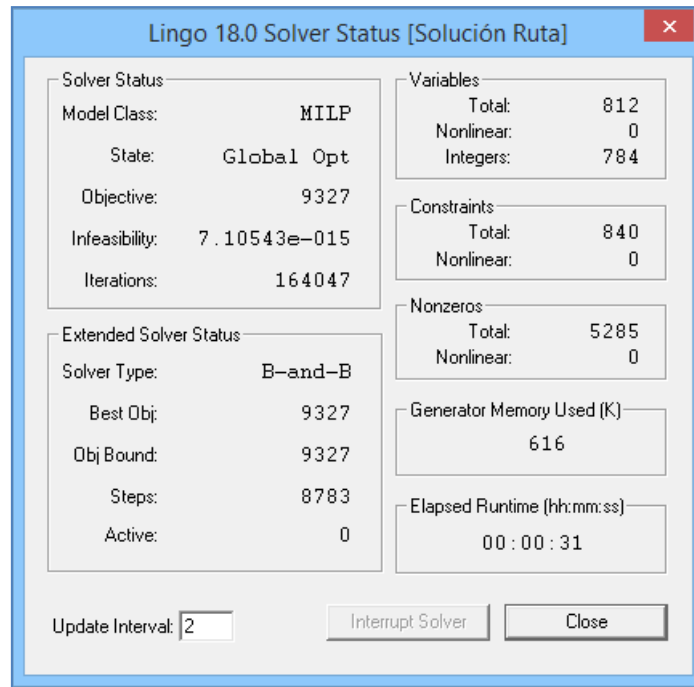 Lingo 18.0 Solver Status [Solución Ruta]
Solver Status
Model Class: MILP
State: Global Opt
Objective: 9327
Infeasibility: 7.10543e-015
Iterations: 164047
Extended Solver Status
Solver Type: B-and-B
Best Obj: 9327
Obj Bound: 9327
Steps: 8783
Active: 0
Variables
Total: 812
Nonlinear: 0
Integers: 784
Constraints
Total: 840
Nonlinear: 0
Nonzeros
Total: 5285
Nonlinear: 0
Generator Memory Used (K)
616
Elapsed Runtime (hh:mm:ss)
00:00:31
Update Interval: 2
Interrupt Solver
Close